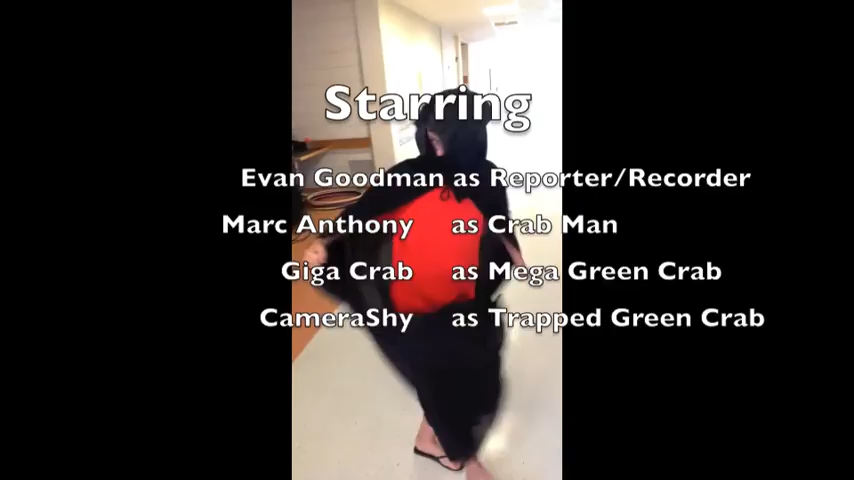 Starring
Evan Goodman as Reporter/Recorder
Marc Anthony as Crab Man
Giga Crab as Mega Green Crab
CameraShy as Trapped Green Crab